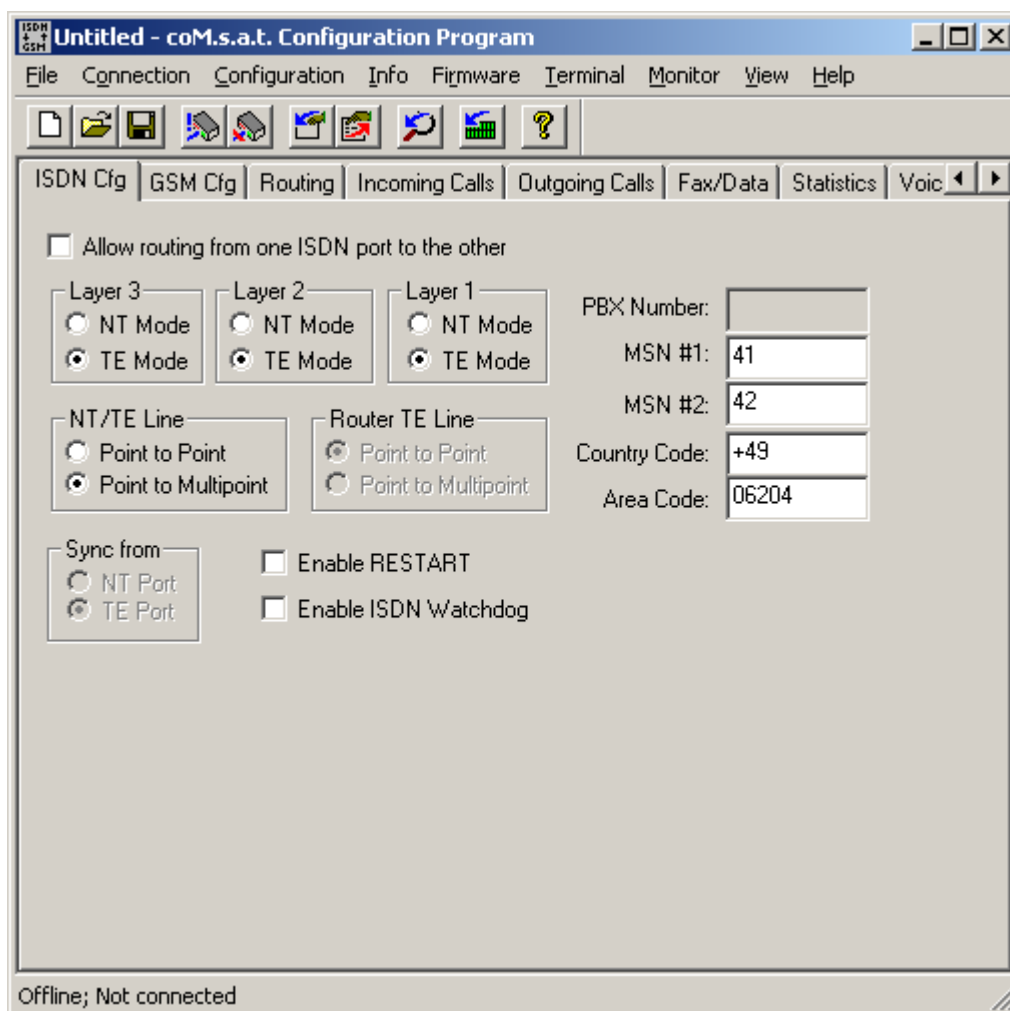 ISDN
GSM
Untitled - coM.s.a.t. Configuration Program
File Connection Configuration Info Firmware Terminal Monitor View Help
ISDN Cfg GSM Cfg Routing Incoming Calls Outgoing Calls Fax/Data Statistics Voic
Allow routing from one ISDN port to the other
Layer 3
NT Mode
TE Mode
Layer 2
NT Mode
TE Mode
Layer 1
NT Mode
TE Mode
PBX Number:
MSN #1: 41
MSN #2: 42
Country Code: +49
Area Code: 06204
NT/TE Line
Point to Point
Point to Multipoint
Router TE Line
Point to Point
Point to Multipoint
Sync from
NT Port
TE Port
Enable RESTART
Enable ISDN Watchdog
Offline; Not connected